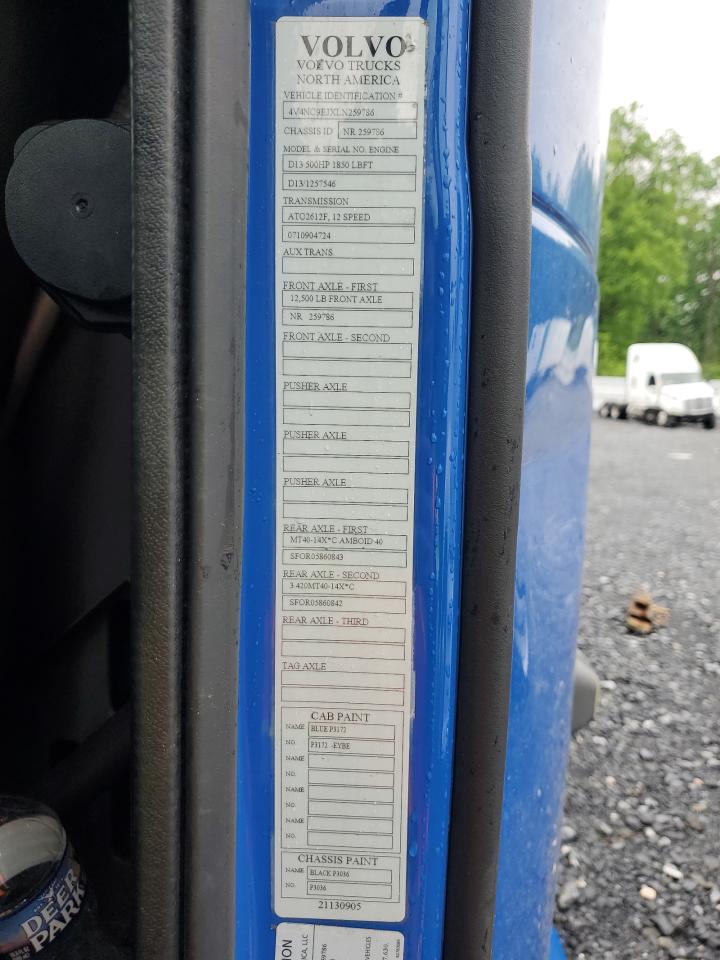 VOLVO
VOLVO TRUCKS
NORTH AMERICA
VEHICLE IDENTIFICATION #
4V4NC9EJXLN259786
CHASSIS ID NR 259786
MODEL & SERIAL NO. ENGINE
D13 500HP 1850 LBFT
D13/1257546
TRANSMISSION
ATO2612F, 12 SPEED
0710904724
AUX TRANS
FRONT AXLE - FIRST
12,500 LB FRONT AXLE
NR 259786
FRONT AXLE - SECOND
PUSHER AXLE
PUSHER AXLE
PUSHER AXLE
REAR AXLE - FIRST
MT40-14X*C AMBOID 40
SFOR05860843
REAR AXLE - SECOND
3.420MT40-14X*C
SFOR05860842
REAR AXLE - THIRD
TAG AXLE
CAB PAINT
NAME BLUE P3172
NO. P3172 -EYBE
NAME
NO.
NAME
NO.
NAME
NO.
CHASSIS PAINT
NAME BLACK P3036
NO. P3036
21130905
DEER
PARK